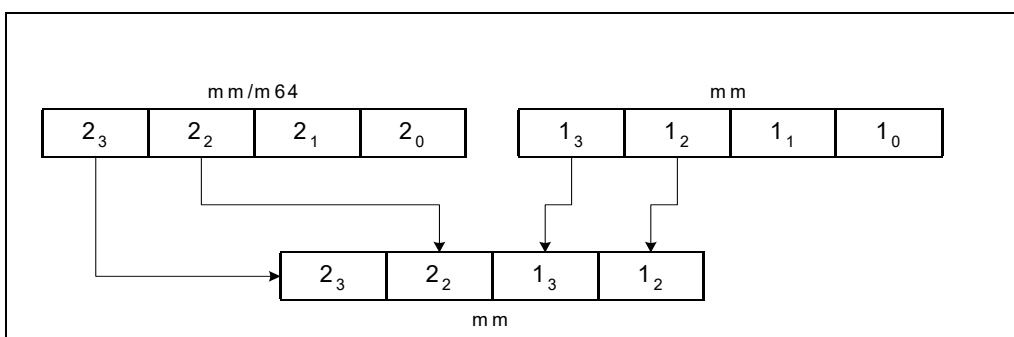 mm/m64 mm
2₃ 2₂ 2₁ 2₀ 1₃ 1₂ 1₁ 1₀
2₃ 2₂ 1₃ 1₂
mm